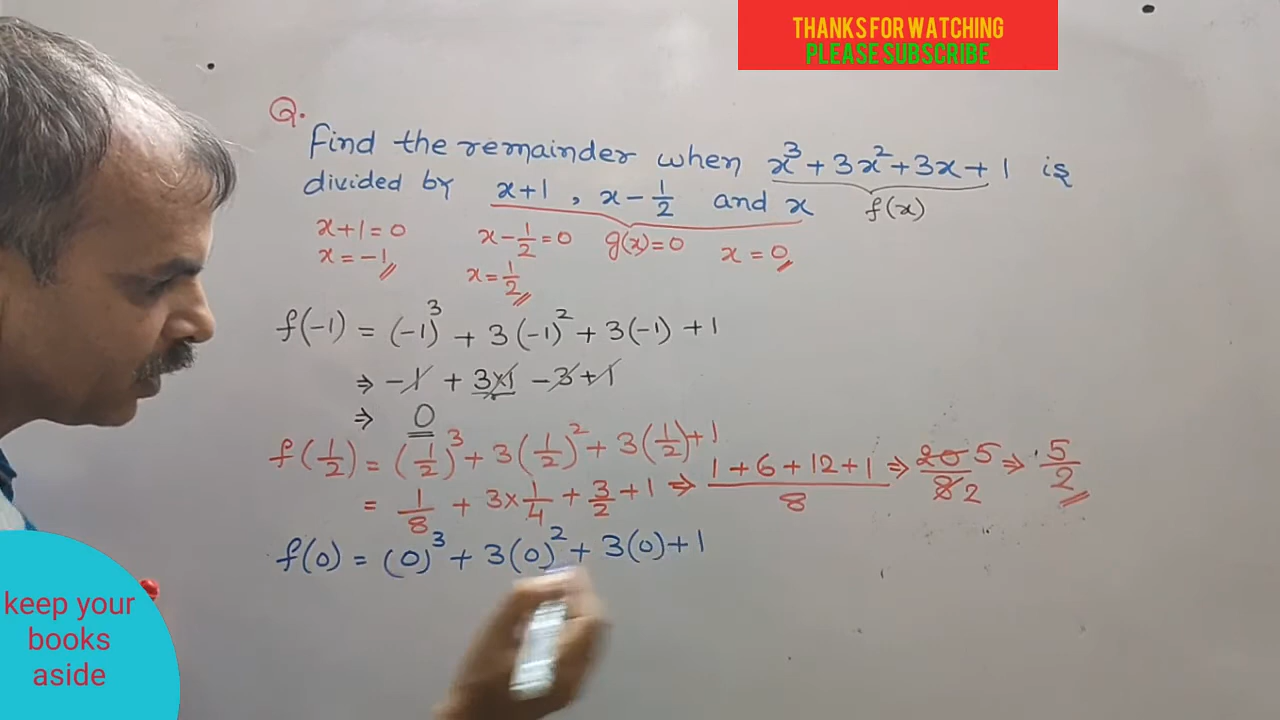 THANKS FOR WATCHING
PLEASE SUBSCRIBE
Q.
Find the remainder when x³ + 3x² + 3x + 1 is
divided by x+1 , x - 1/2 and x f(x)
x+1 = 0 x - 1/2 = 0 g(x) = 0 x = 0
x = -1 x = 1/2
f(-1) = (-1)³ + 3(-1)² + 3(-1) + 1
⇒ -1 + 3×1 - 3 + 1
⇒ 0
f(1/2) = (1/2)³ + 3(1/2)² + 3(1/2) + 1
= 1/8 + 3×1/4 + 3/2 + 1 ⇒ (1 + 6 + 12 + 1)/8 ⇒ 20/8 5/2 ⇒ 5/2
f(0) = (0)³ + 3(0)² + 3(0) + 1
keep your
books
aside